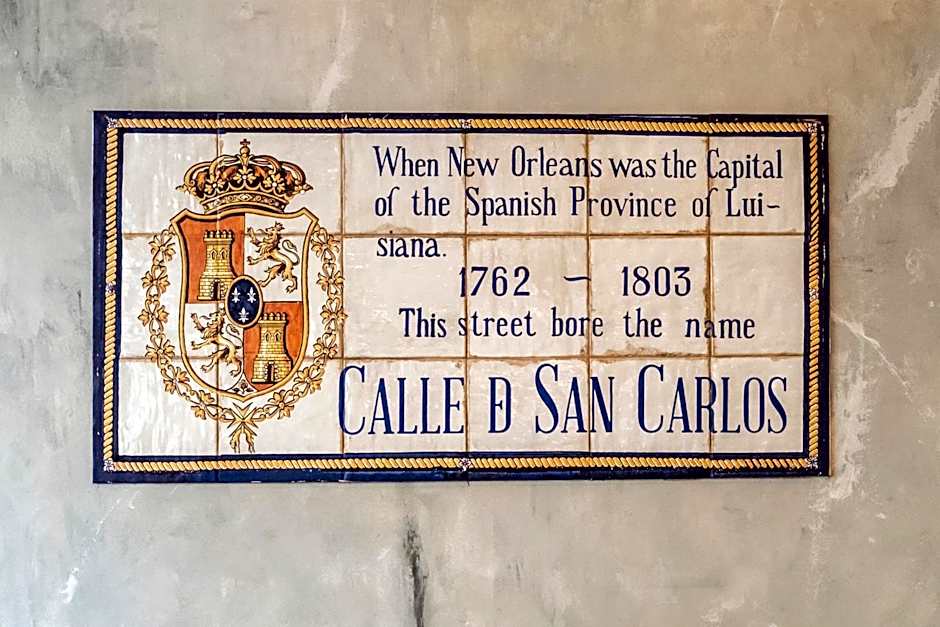 When New Orleans was the Capital
of the Spanish Province of Lui-
siana.
1762 – 1803
This street bore the name
CALLE Đ SAN CARLOS